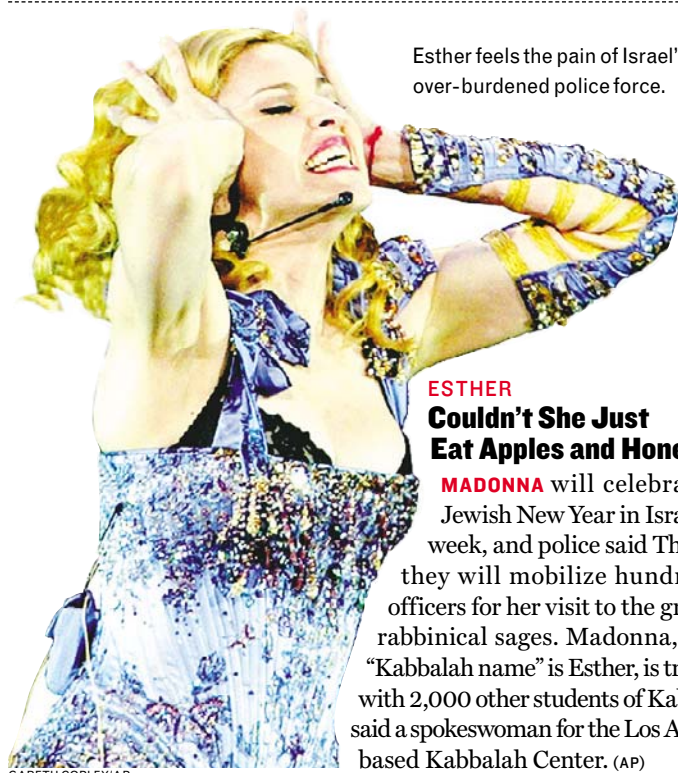 Esther feels the pain of Israel'
over-burdened police force.
ESTHER
Couldn't She Just
Eat Apples and Hone
MADONNA will celebra
Jewish New Year in Isra
week, and police said Th
they will mobilize hundr
officers for her visit to the gr
rabbinical sages. Madonna,
“Kabbalah name” is Esther, is tr
with 2,000 other students of Ka
said a spokeswoman for the Los A
based Kabbalah Center. (AP)